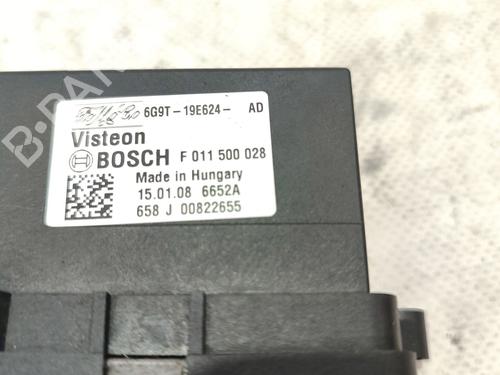 6G9T-19E624- AD
Visteon
BOSCH F 011 500 028
Made in Hungary
15.01.08 6652A
658 J 00822655